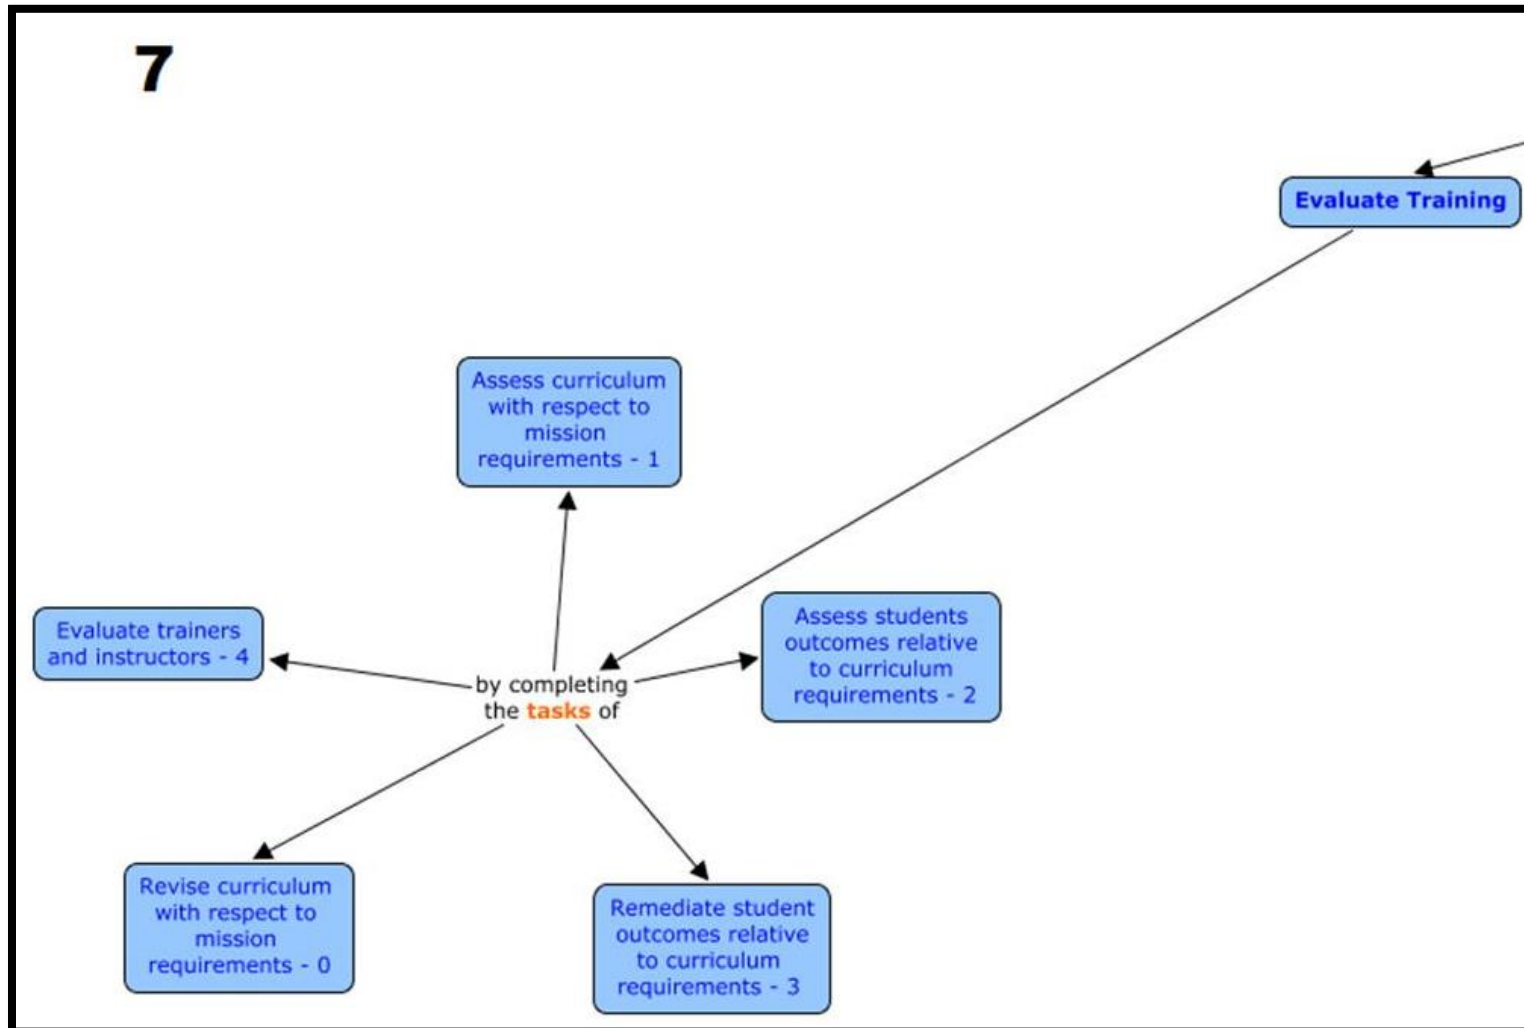 7
Evaluate Training
Assess curriculum
with respect to
mission
requirements - 1
Evaluate trainers
and instructors - 4
by completing
the tasks of
Assess students
outcomes relative
to curriculum
requirements - 2
Revise curriculum
with respect to
mission
requirements - 0
Remediate student
outcomes relative
to curriculum
requirements - 3